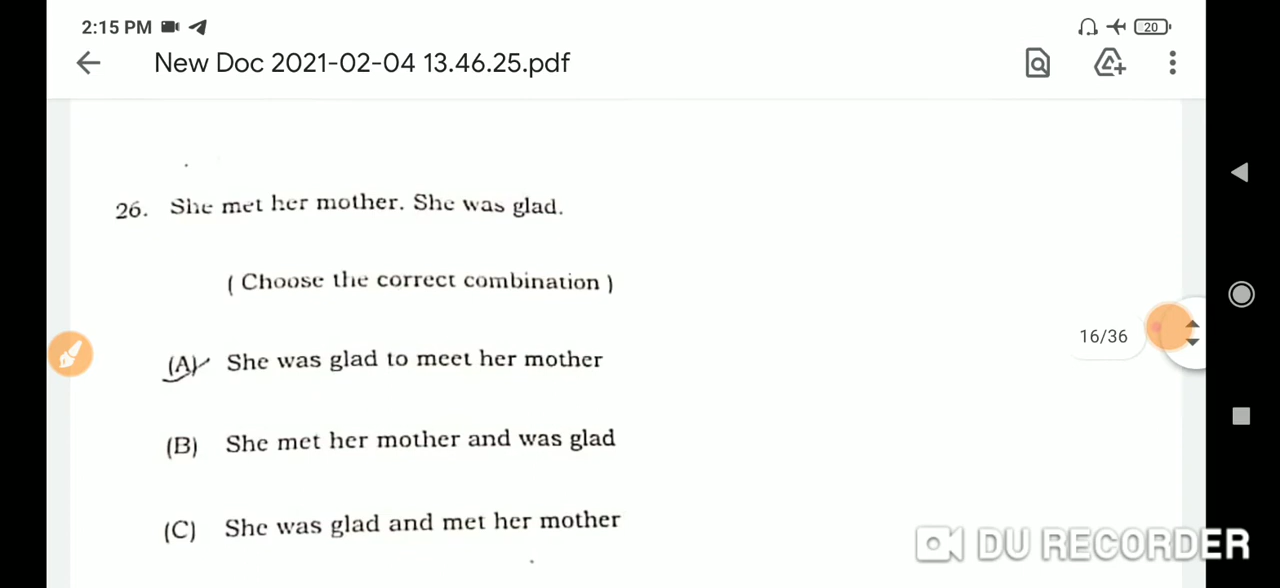 2:15 PM
20
New Doc 2021-02-04 13.46.25.pdf
26. She met her mother. She was glad.
( Choose the correct combination )
(A) She was glad to meet her mother
16/36
(B) She met her mother and was glad
(C) She was glad and met her mother
DU RECORDER